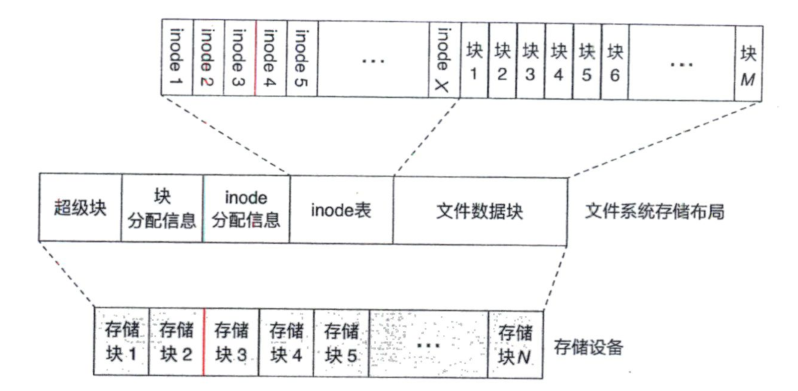 inode 1 inode 2 inode 3 inode 4 inode 5 … inode X 块 1 块 2 块 3 块 4 块 5 块 6 … 块 M
超级块 块 分配信息 inode 分配信息 inode表 文件数据块 文件系统存储布局
存储 块 1 存储 块 2 存储 块 3 存储 块 4 存储 块 5 … 存储 块 N 存储设备